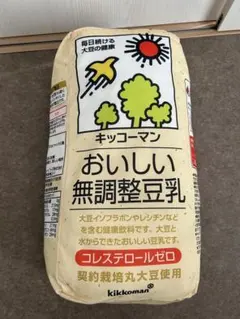 毎日続ける
大豆の健康
キッコーマン
おいしい
無調整豆乳
大豆イソフラボンやレシチンなど
を含む健康飲料です。大豆と
水からできたおいしい豆乳です。
コレステロールゼロ
契約栽培丸大豆使用
kikkoman